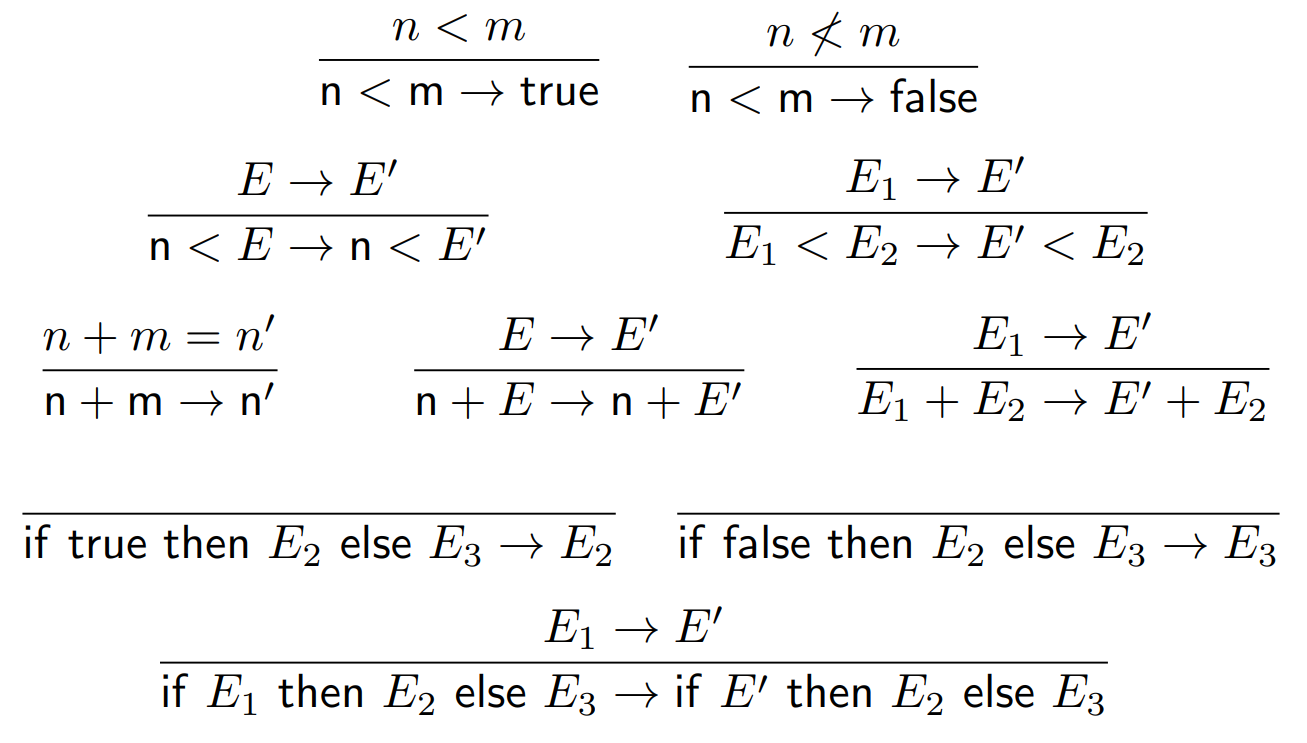 n < m n ≮ m
n < m → true n < m → false
E → E′ E₁ → E′
n < E → n < E′ E₁ < E₂ → E′ < E₂
n + m = n′ E → E′ E₁ → E′
n + m → n′ n + E → n + E′ E₁ + E₂ → E′ + E₂
if true then E₂ else E₃ → E₂ if false then E₂ else E₃ → E₃
E₁ → E′
if E₁ then E₂ else E₃ → if E′ then E₂ else E₃